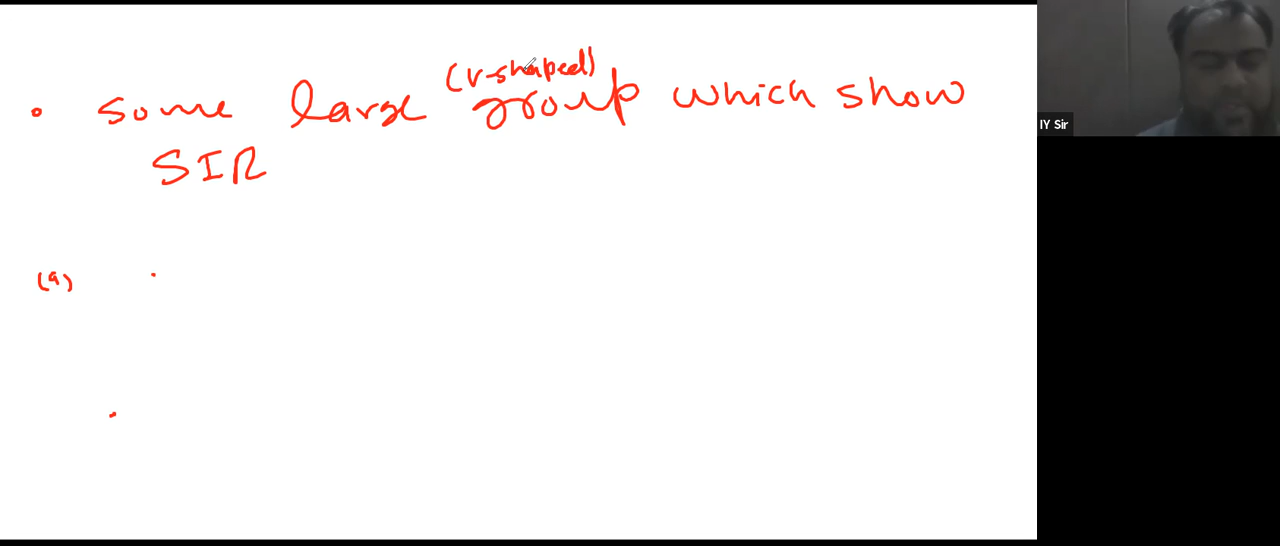 (V-shaped)
• some large group which show
SIR
IY Sir
(a)